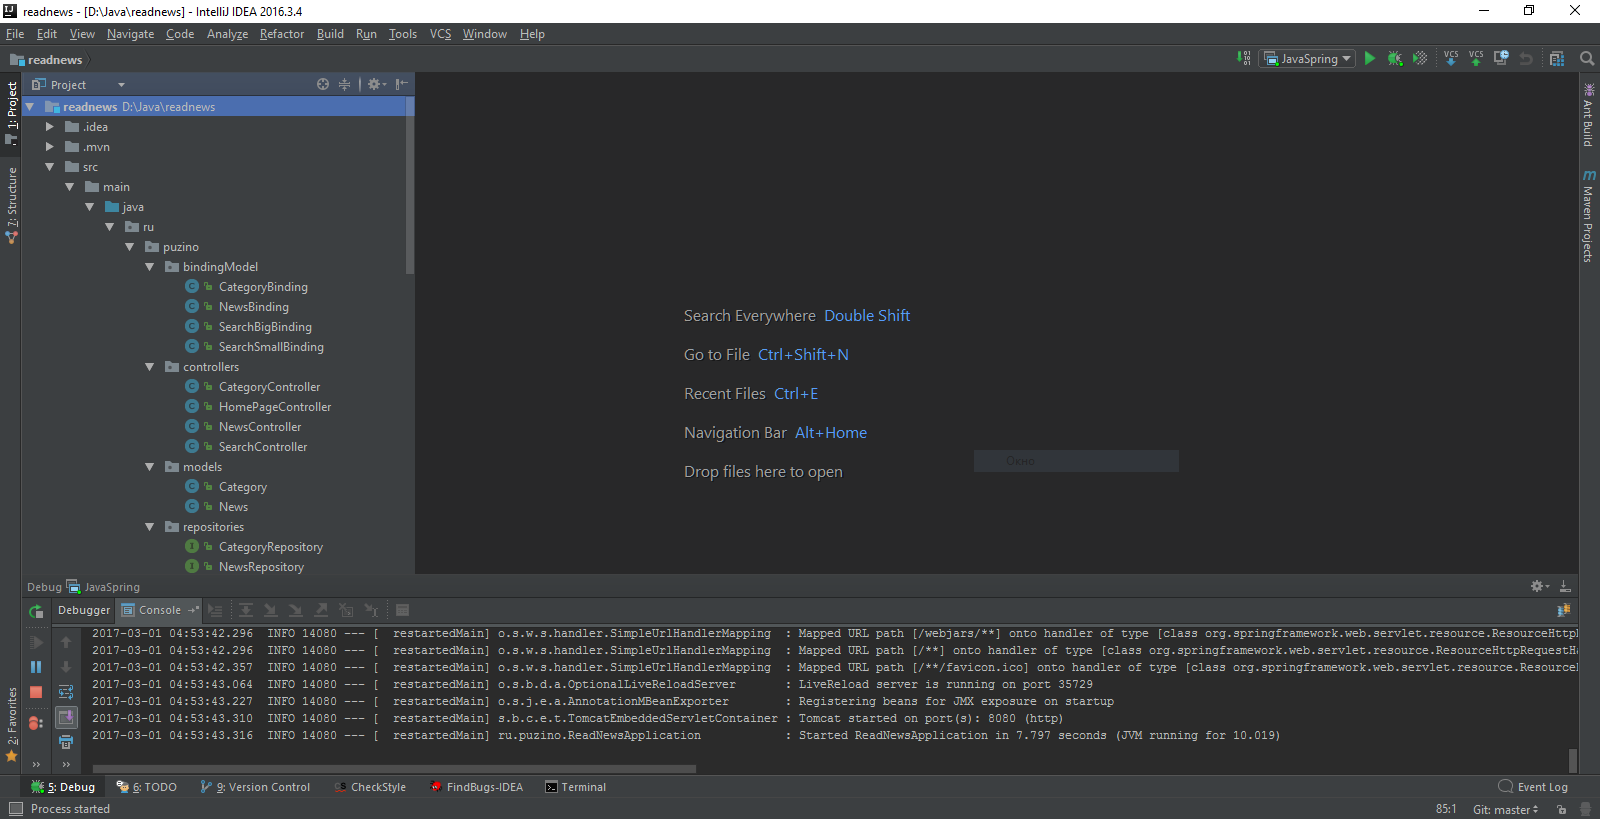 readnews - [D:\Java\readnews] - IntelliJ IDEA 2016.3.4
File Edit View Navigate Code Analyze Refactor Build Run Tools VCS Window Help
readnews
JavaSpring
VCS VCS
1: Project
7: Structure
2: Favorites
Project
readnews D:\Java\readnews
.idea
.mvn
src
main
java
ru
puzino
bindingModel
CategoryBinding
NewsBinding
SearchBigBinding
SearchSmallBinding
controllers
CategoryController
HomePageController
NewsController
SearchController
models
Category
News
repositories
CategoryRepository
NewsRepository
Search Everywhere Double Shift
Go to File Ctrl+Shift+N
Recent Files Ctrl+E
Navigation Bar Alt+Home
Drop files here to open
Окно
Ant Build
Maven Projects
Debug JavaSpring
Debugger Console
2017-03-01 04:53:42.296 INFO 14080 --- [ restartedMain] o.s.w.s.handler.SimpleUrlHandlerMapping : Mapped URL path [/webjars/**] onto handler of type [class org.springframework.web.servlet.resource.ResourceHttp
2017-03-01 04:53:42.296 INFO 14080 --- [ restartedMain] o.s.w.s.handler.SimpleUrlHandlerMapping : Mapped URL path [/**] onto handler of type [class org.springframework.web.servlet.resource.ResourceHttpRequestH
2017-03-01 04:53:42.357 INFO 14080 --- [ restartedMain] o.s.w.s.handler.SimpleUrlHandlerMapping : Mapped URL path [/**/favicon.ico] onto handler of type [class org.springframework.web.servlet.resource.Resource
2017-03-01 04:53:43.064 INFO 14080 --- [ restartedMain] o.s.b.d.a.OptionalLiveReloadServer : LiveReload server is running on port 35729
2017-03-01 04:53:43.227 INFO 14080 --- [ restartedMain] o.s.j.e.a.AnnotationMBeanExporter : Registering beans for JMX exposure on startup
2017-03-01 04:53:43.310 INFO 14080 --- [ restartedMain] s.b.c.e.t.TomcatEmbeddedServletContainer : Tomcat started on port(s): 8080 (http)
2017-03-01 04:53:43.316 INFO 14080 --- [ restartedMain] ru.puzino.ReadNewsApplication : Started ReadNewsApplication in 7.797 seconds (JVM running for 10.019)
5: Debug 6: TODO 9: Version Control CheckStyle FindBugs-IDEA Terminal Event Log
Process started 85:1 Git: master